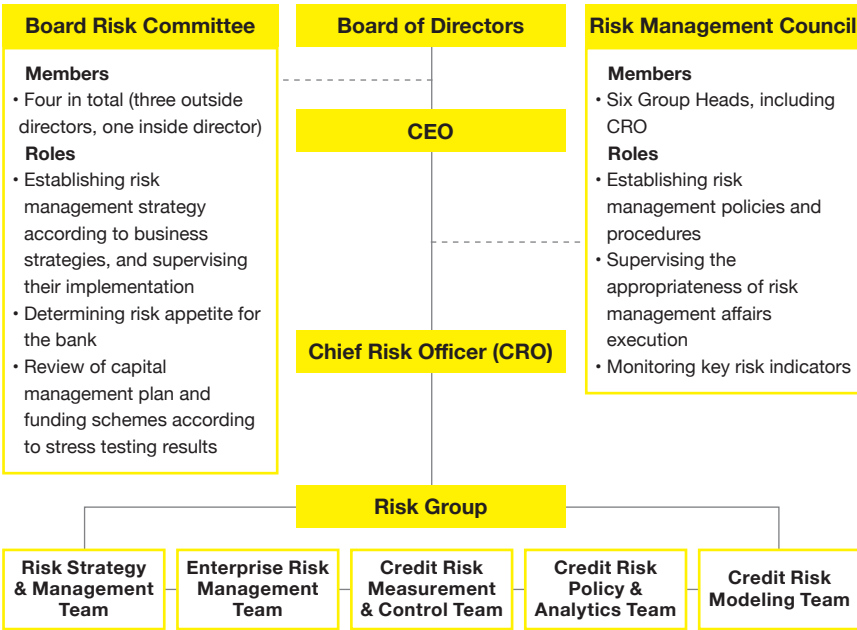 Board Risk Committee
Members
• Four in total (three outside
directors, one inside director)
Roles
• Establishing risk
management strategy
according to business
strategies, and supervising
their implementation
• Determining risk appetite for
the bank
• Review of capital
management plan and
funding schemes according
to stress testing results
Board of Directors
CEO
Chief Risk Officer (CRO)
Risk Management Council
Members
• Six Group Heads, including
CRO
Roles
• Establishing risk
management policies and
procedures
• Supervising the
appropriateness of risk
management affairs
execution
• Monitoring key risk indicators
Risk Group
Risk Strategy
& Management
Team
Enterprise Risk
Management
Team
Credit Risk
Measurement
& Control Team
Credit Risk
Policy &
Analytics Team
Credit Risk
Modeling Team